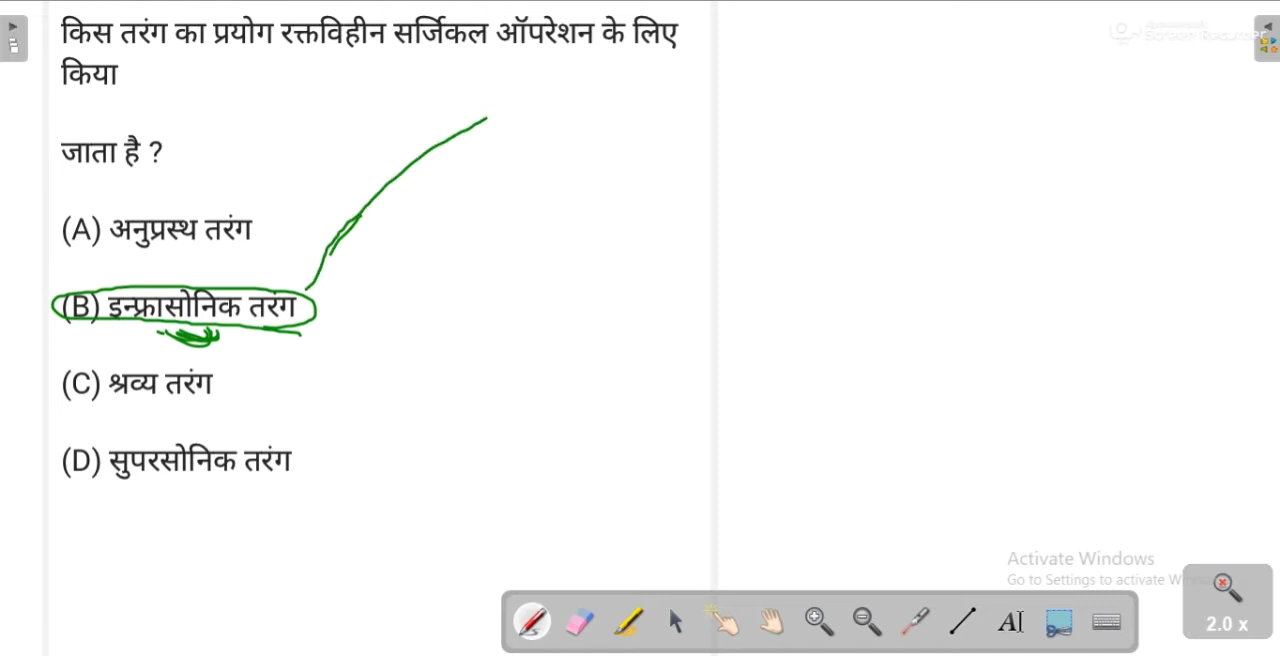 किस तरंग का प्रयोग रक्तविहीन सर्जिकल ऑपरेशन के लिए
किया
जाता है ?
(A) अनुप्रस्थ तरंग
(B) इन्फ्रासोनिक तरंग
(C) श्रव्य तरंग
(D) सुपरसोनिक तरंग
Activate Windows
Go to Settings to activate
2.0 x